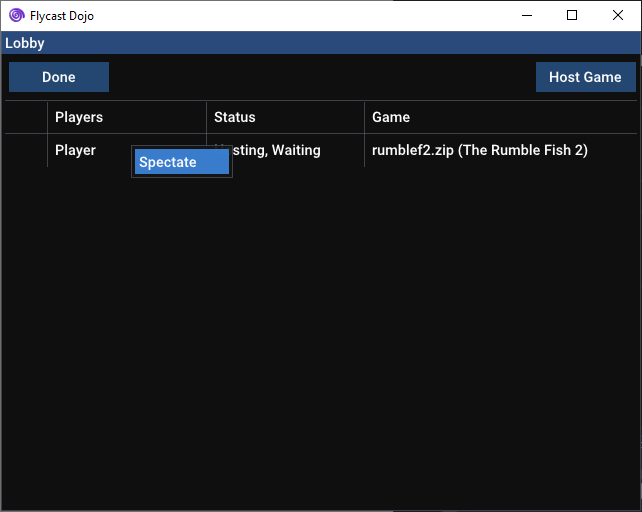 Flycast Dojo
Lobby
Done
Host Game
Players Status Game
Player sting, Waiting rumblef2.zip (The Rumble Fish 2)
Spectate